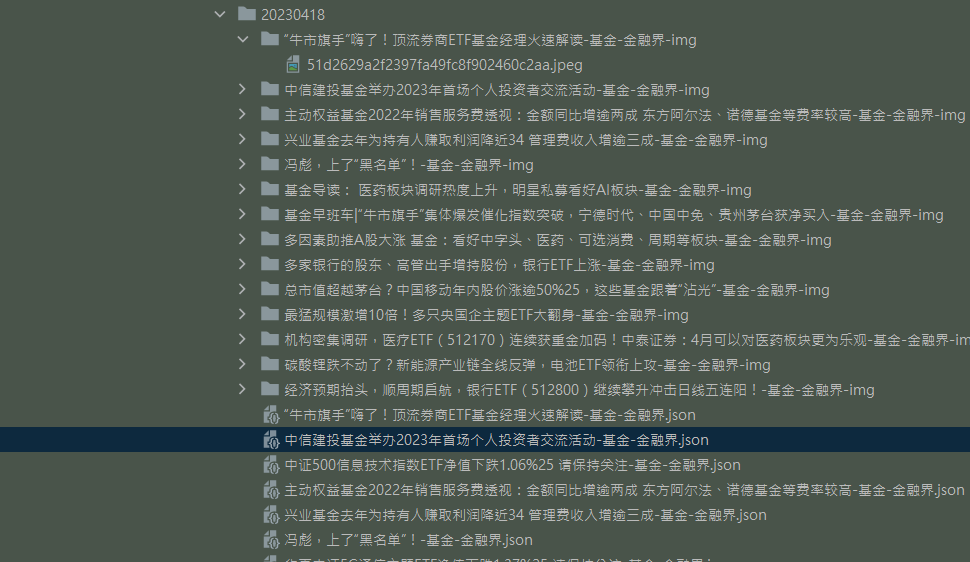 20230418
“牛市旗手”嗨了！顶流券商ETF基金经理火速解读-基金-金融界-img
51d2629a2f2397fa49fc8f902460c2aa.jpeg
中信建投基金举办2023年首场个人投资者交流活动-基金-金融界-img
主动权益基金2022年销售服务费透视：金额同比增逾两成 东方阿尔法、诺德基金等费率较高-基金-金融界-img
兴业基金去年为持有人赚取利润降近34 管理费收入增逾三成-基金-金融界-img
冯彪，上了“黑名单”！-基金-金融界-img
基金导读： 医药板块调研热度上升，明星私募看好AI板块-基金-金融界-img
基金早班车|“牛市旗手”集体爆发催化指数突破，宁德时代、中国中免、贵州茅台获净买入-基金-金融界-img
多因素助推A股大涨 基金：看好中字头、医药、可选消费、周期等板块-基金-金融界-img
多家银行的股东、高管出手增持股份，银行ETF上涨-基金-金融界-img
总市值超越茅台？中国移动年内股价涨逾50%25，这些基金跟着“沾光”-基金-金融界-img
最猛规模激增10倍！多只央国企主题ETF大翻身-基金-金融界-img
机构密集调研，医疗ETF（512170）连续获重金加码！中泰证券：4月可以对医药板块更为乐观-基金-金融界-im
碳酸锂跌不动了？新能源产业链全线反弹，电池ETF领衔上攻-基金-金融界-img
经济预期抬头，顺周期启航，银行ETF（512800）继续攀升冲击日线五连阳！-基金-金融界-img
“牛市旗手”嗨了！顶流券商ETF基金经理火速解读-基金-金融界.json
中信建投基金举办2023年首场个人投资者交流活动-基金-金融界.json
中证500信息技术指数ETF净值下跌1.06%25 请保持关注-基金-金融界.json
主动权益基金2022年销售服务费透视：金额同比增逾两成 东方阿尔法、诺德基金等费率较高-基金-金融界.json
兴业基金去年为持有人赚取利润降近34 管理费收入增逾三成-基金-金融界.json
冯彪，上了“黑名单”！-基金-金融界.json